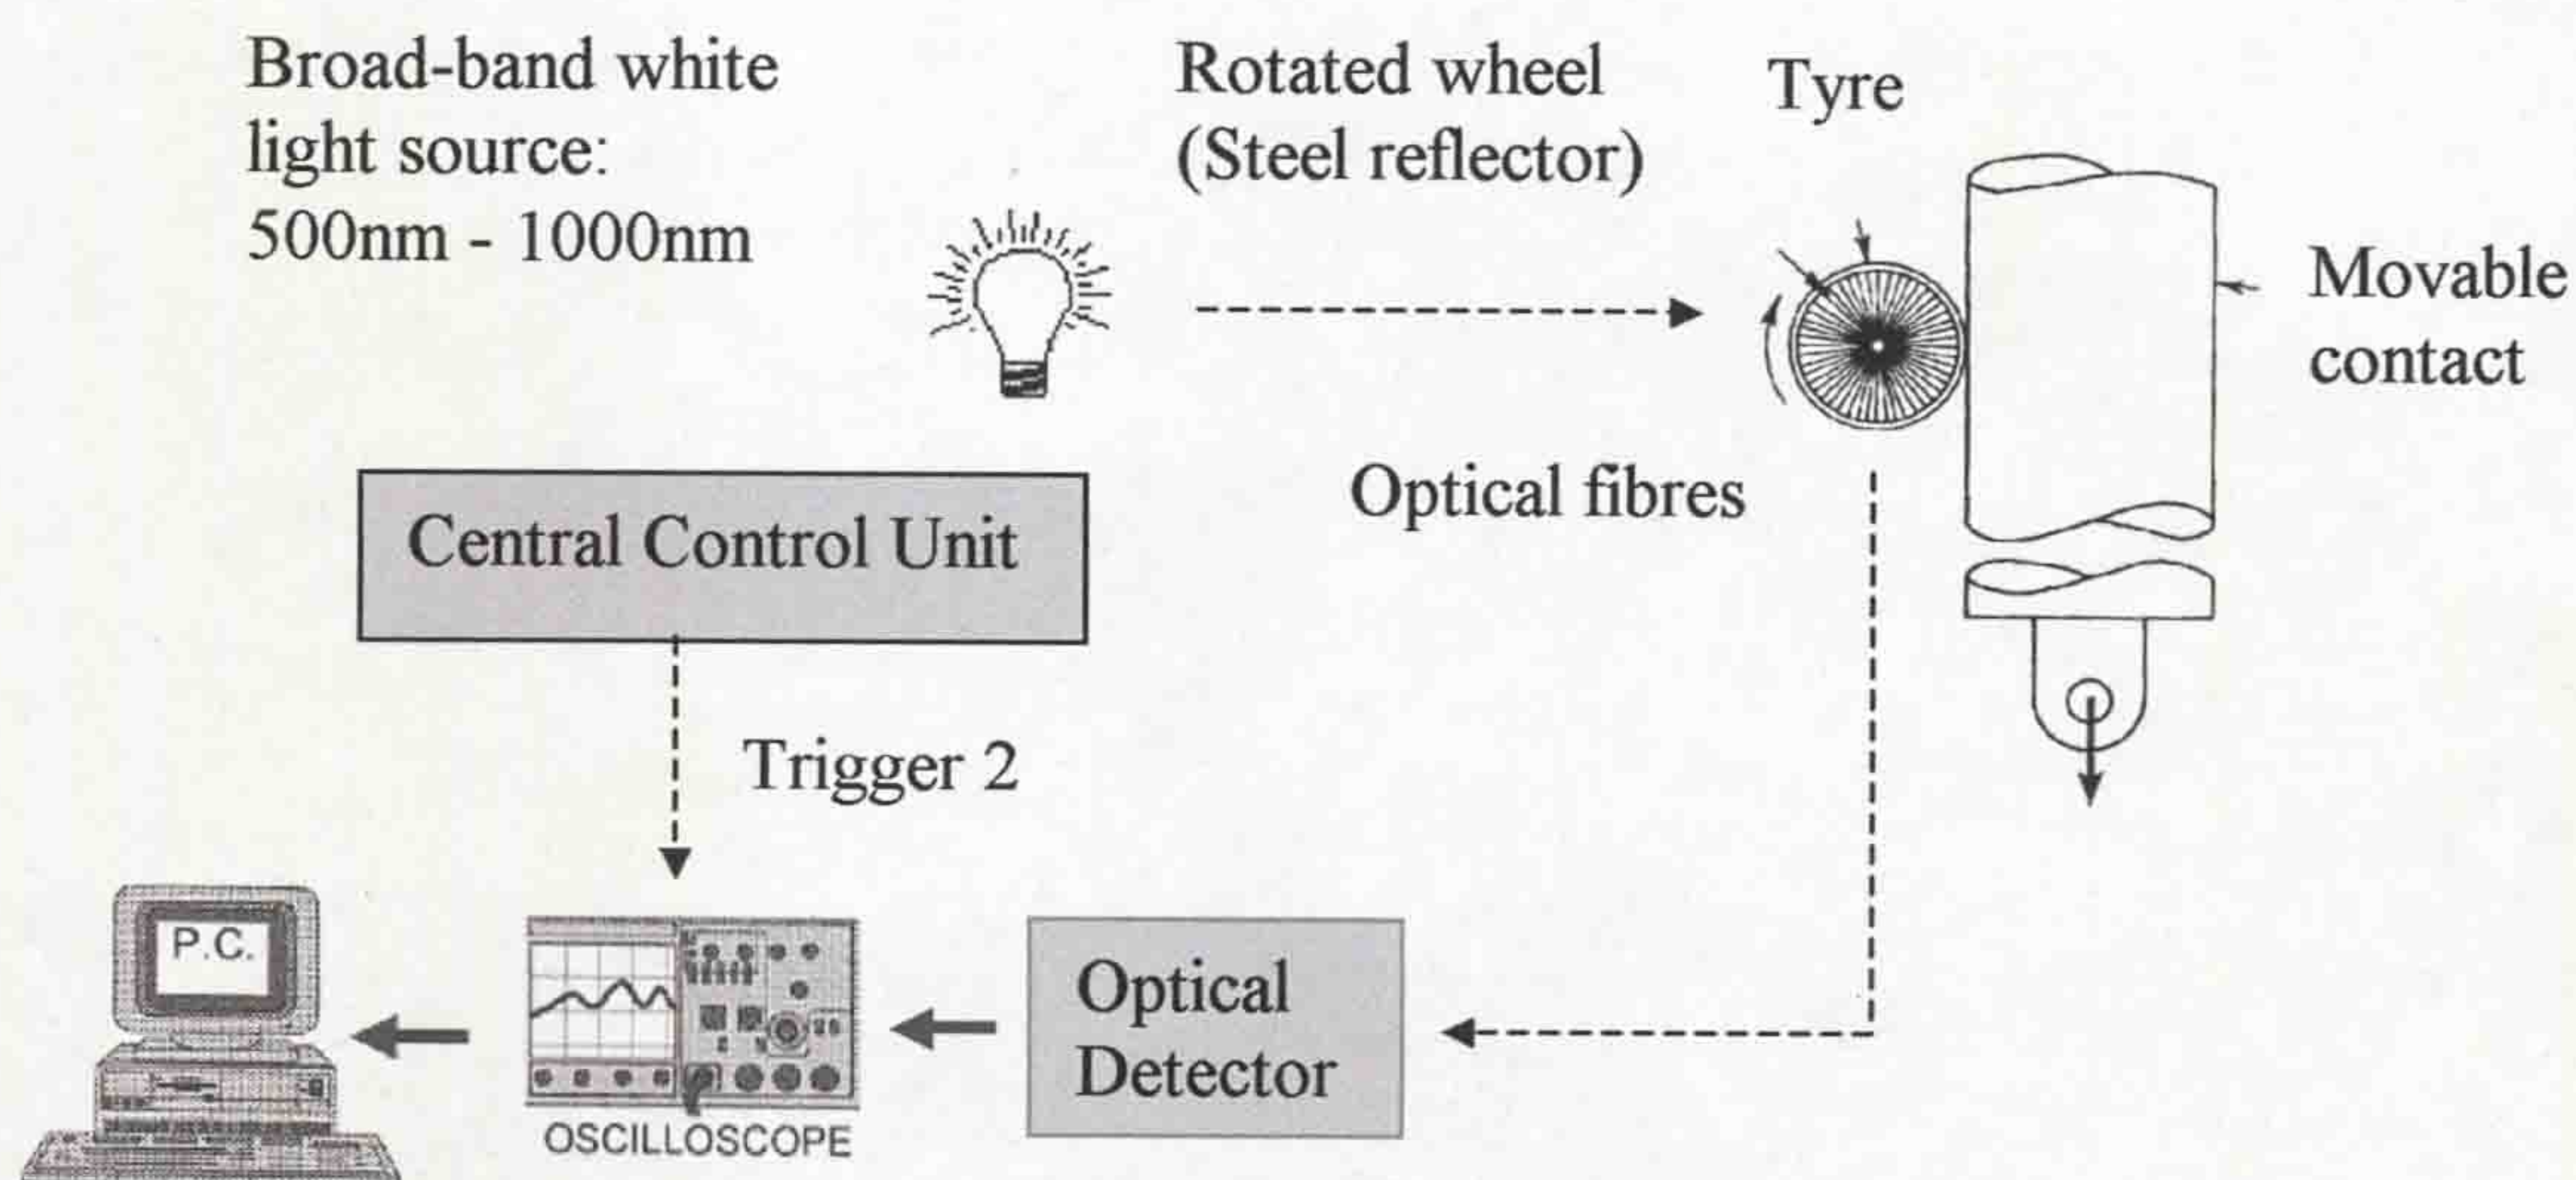 Broad-band white
light source:
500nm - 1000nm
Rotated wheel
(Steel reflector)
Tyre
Movable
contact
Optical fibres
Central Control Unit
Trigger 2
P.C.
OSCILLOSCOPE
Optical
Detector